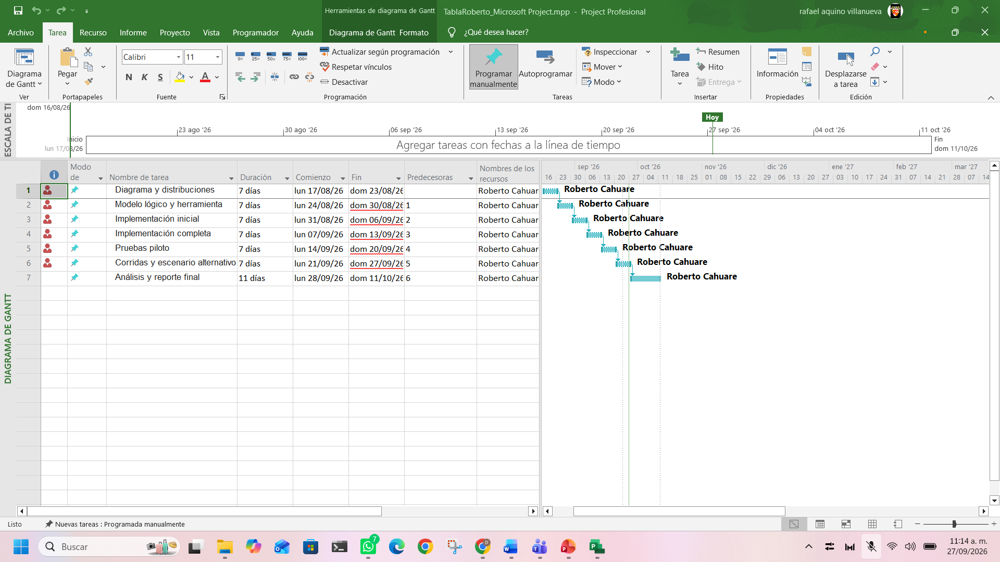 Herramientas de diagrama de Gantt
TablaRoberto_Microsoft Project.mpp - Project Profesional
rafael aquino villanueva
Archivo Tarea Recurso Informe Proyecto Vista Programador Ayuda Diagrama de Gantt Formato ¿Qué desea hacer?
Diagrama de Gantt
Ver
Pegar
Portapapeles
Calibri 11
N K S A
Fuente
0% 25% 50% 75% 100%
Actualizar según programación
Respetar vínculos
Desactivar
Programación
Programar manualmente
Autoprogramar
Inspeccionar
Mover
Modo
Tareas
Tarea
Resumen
Hito
Entrega
Insertar
Información
Propiedades
Desplazarse a tarea
Edición
ESCALA DE TI
dom 16/08/26
Hoy
23 ago '26 30 ago '26 06 sep '26 13 sep '26 20 sep '26 27 sep '26 04 oct '26 11 oct '26
Inicio
lun 17/08/26
Agregar tareas con fechas a la línea de tiempo
Fin
dom 11/10/26
DIAGRAMA DE GANTT
Modo de Nombre de tarea Duración Comienzo Fin Predecesoras Nombres de los recursos
sep '26 oct '26 nov '26 dic '26 ene '27 feb '27 mar '27
16 23 30 06 13 20 27 04 11 18 25 01 08 15 22 29 06 13 20 27 03 10 17 24 31 07 14 21 28 07 14
1 Diagrama y distribuciones 7 días lun 17/08/26 dom 23/08/26 Roberto Cahuar Roberto Cahuare
2 Modelo lógico y herramienta 7 días lun 24/08/26 dom 30/08/26 1 Roberto Cahuar Roberto Cahuare
3 Implementación inicial 7 días lun 31/08/26 dom 06/09/26 2 Roberto Cahuar Roberto Cahuare
4 Implementación completa 7 días lun 07/09/26 dom 13/09/26 3 Roberto Cahuar Roberto Cahuare
5 Pruebas piloto 7 días lun 14/09/26 dom 20/09/26 4 Roberto Cahuar Roberto Cahuare
6 Corridas y escenario alternativo 7 días lun 21/09/26 dom 27/09/26 5 Roberto Cahuar Roberto Cahuare
7 Análisis y reporte final 11 días lun 28/09/26 dom 11/10/26 6 Roberto Cahuar Roberto Cahuare
Listo Nuevas tareas : Programada manualmente
Buscar
7
11:14 a. m.
27/09/2026